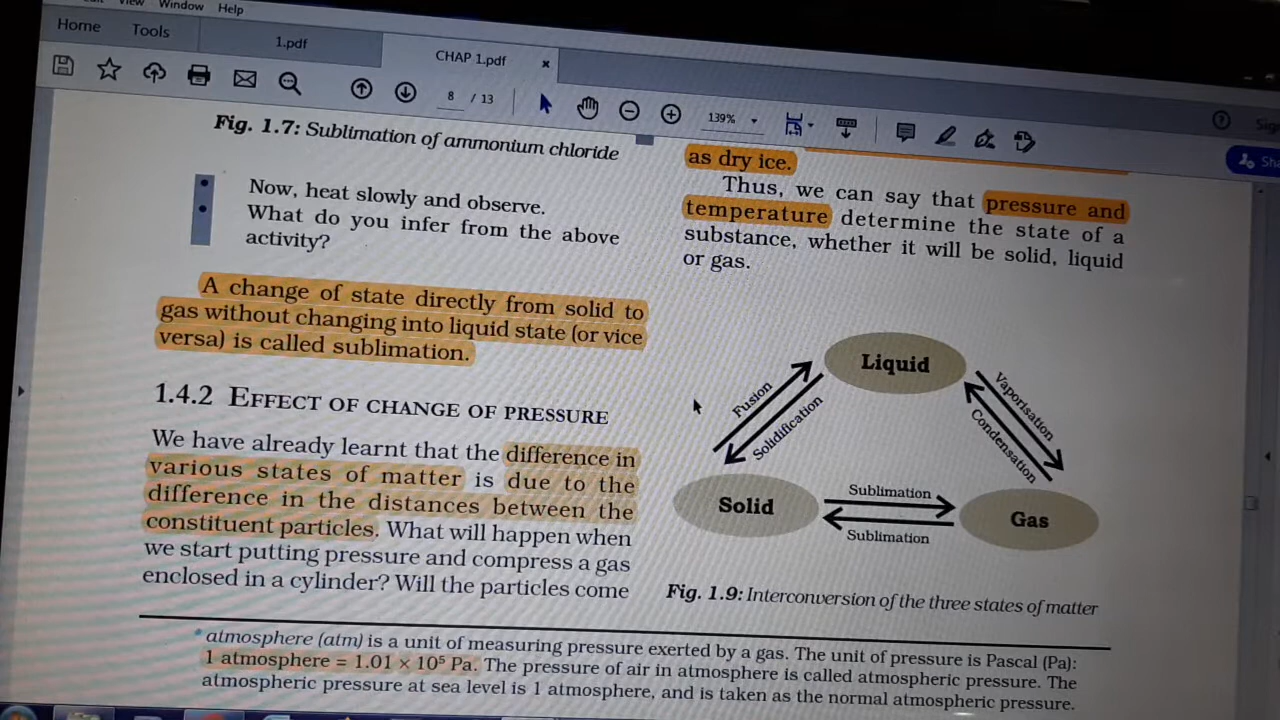 View Window Help
Home Tools 1.pdf CHAP 1.pdf ×
8 / 13 139%
Fig. 1.7: Sublimation of ammonium chloride
• Now, heat slowly and observe.
• What do you infer from the above
activity?
A change of state directly from solid to
gas without changing into liquid state (or vice
versa) is called sublimation.
1.4.2 EFFECT OF CHANGE OF PRESSURE
We have already learnt that the difference in
various states of matter is due to the
difference in the distances between the
constituent particles. What will happen when
we start putting pressure and compress a gas
enclosed in a cylinder? Will the particles come
as dry ice.
Thus, we can say that pressure and
temperature determine the state of a
substance, whether it will be solid, liquid
or gas.
Liquid
Fusion
Solidification
Vaporisation
Condensation
Solid
Sublimation
Sublimation
Gas
Fig. 1.9: Interconversion of the three states of matter
* atmosphere (atm) is a unit of measuring pressure exerted by a gas. The unit of pressure is Pascal (Pa):
1 atmosphere = 1.01 × 10⁵ Pa. The pressure of air in atmosphere is called atmospheric pressure. The
atmospheric pressure at sea level is 1 atmosphere, and is taken as the normal atmospheric pressure.